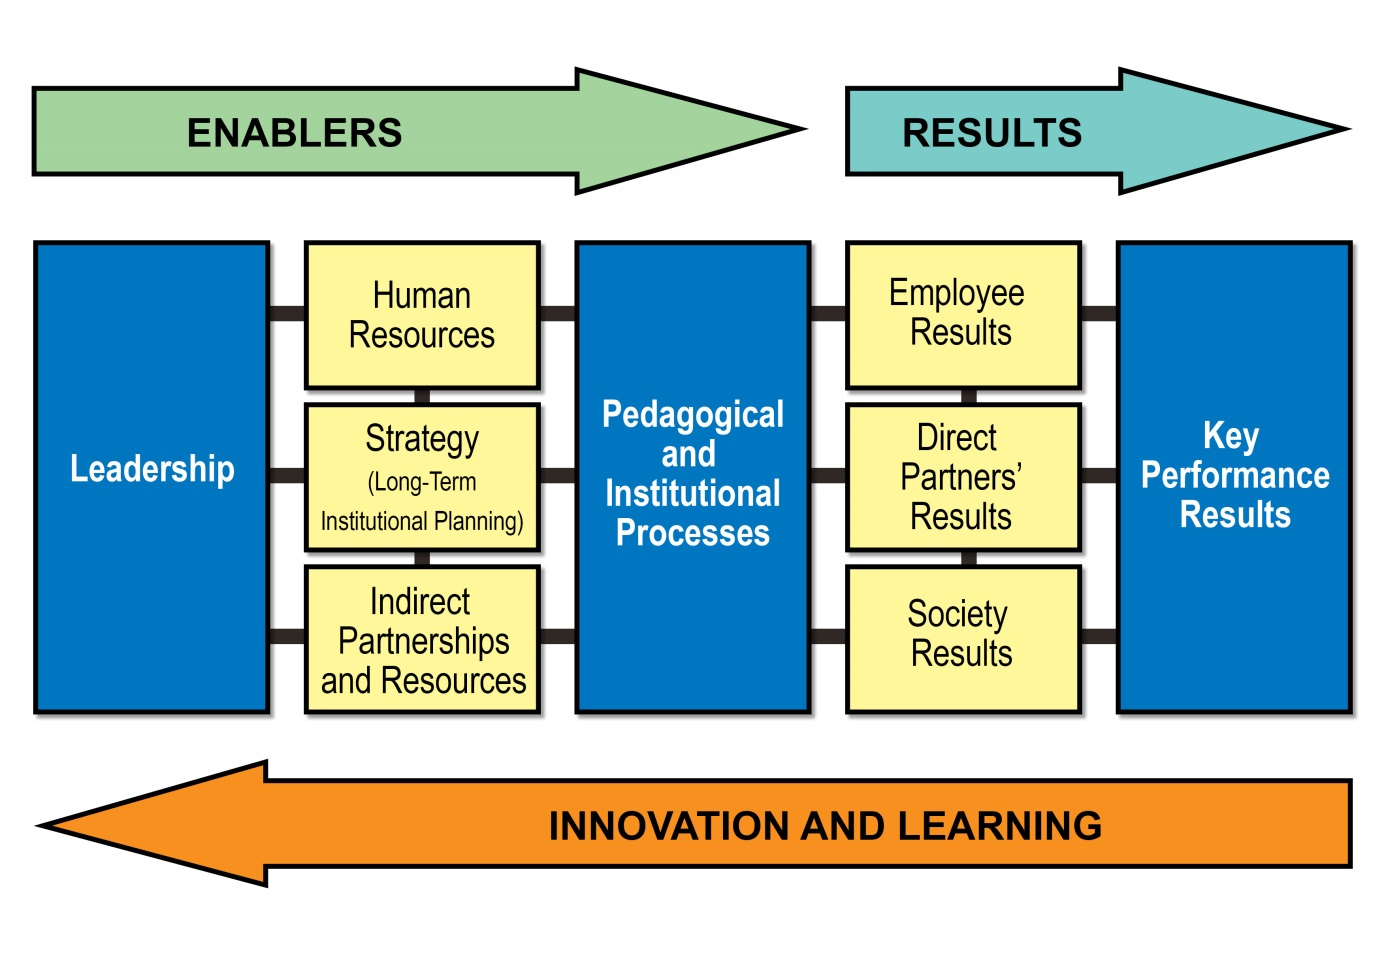 ENABLERS
RESULTS
Leadership
Human
Resources
Strategy
(Long-Term
Institutional Planning)
Indirect
Partnerships
and Resources
Pedagogical
and
Institutional
Processes
Employee
Results
Direct
Partners’
Results
Society
Results
Key
Performance
Results
INNOVATION AND LEARNING